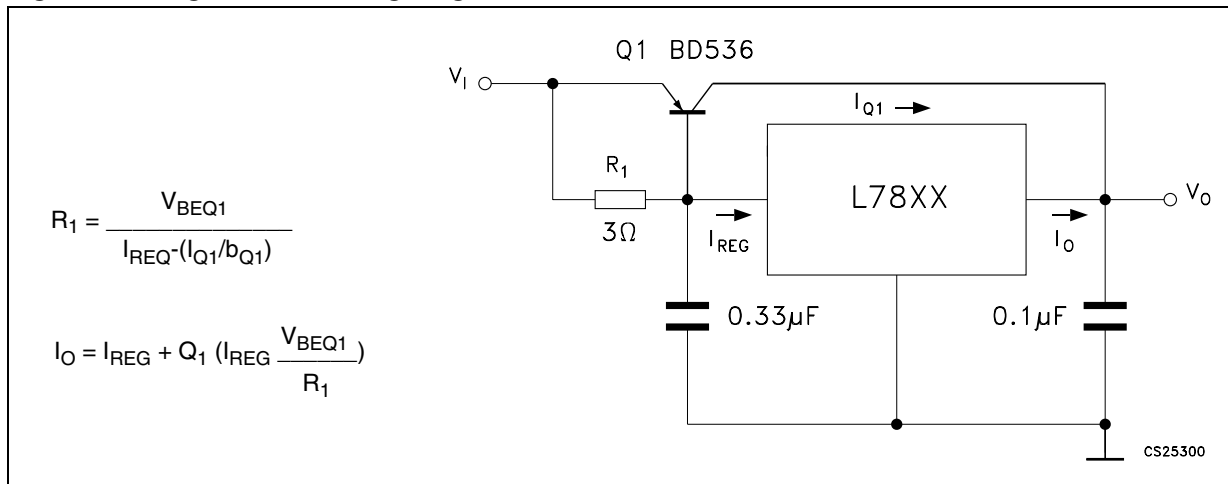 Q1 BD536
V_I
I_Q1
R_1
L78XX
V_O
3Ω
I_REG
I_O
0.33µF
0.1µF
CS25300
R_1 = V_BEQ1 / I_REQ-(I_Q1/b_Q1)
I_O = I_REG + Q_1 (I_REG V_BEQ1 / R_1)